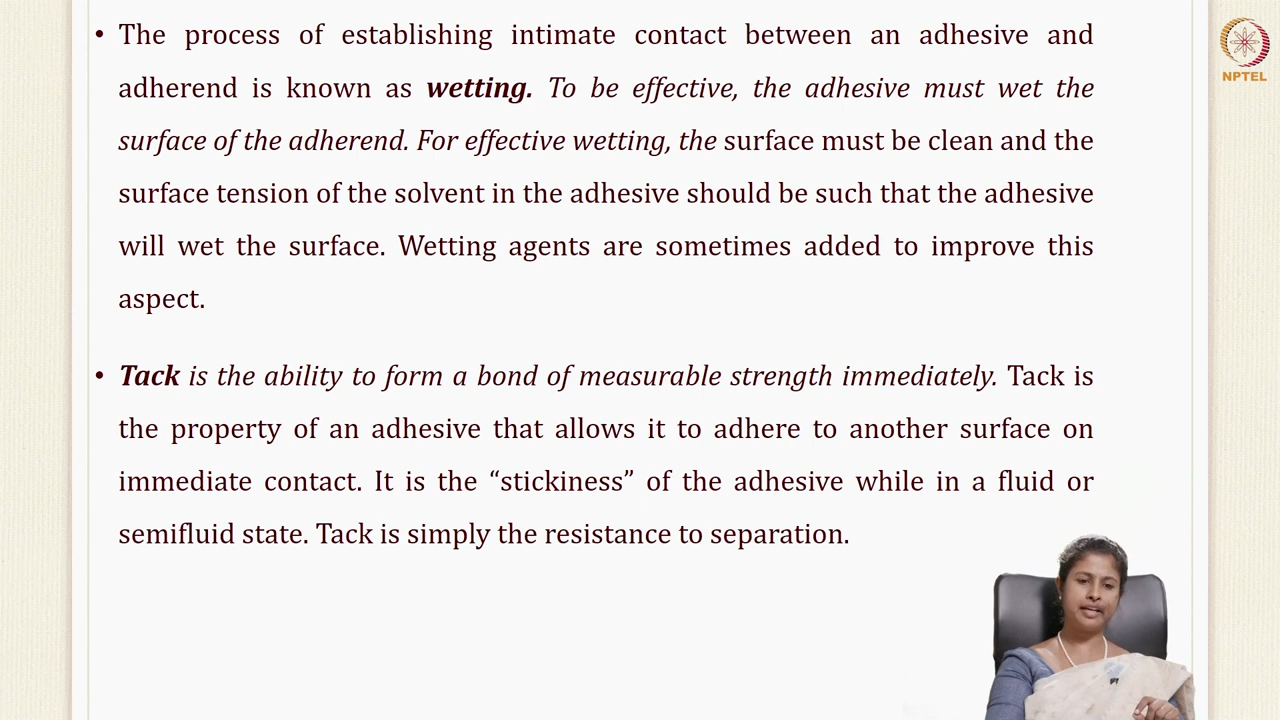 • The process of establishing intimate contact between an adhesive and
adherend is known as wetting. To be effective, the adhesive must wet the
surface of the adherend. For effective wetting, the surface must be clean and the
surface tension of the solvent in the adhesive should be such that the adhesive
will wet the surface. Wetting agents are sometimes added to improve this
aspect.
• Tack is the ability to form a bond of measurable strength immediately. Tack is
the property of an adhesive that allows it to adhere to another surface on
immediate contact. It is the “stickiness” of the adhesive while in a fluid or
semifluid state. Tack is simply the resistance to separation.
NPTEL